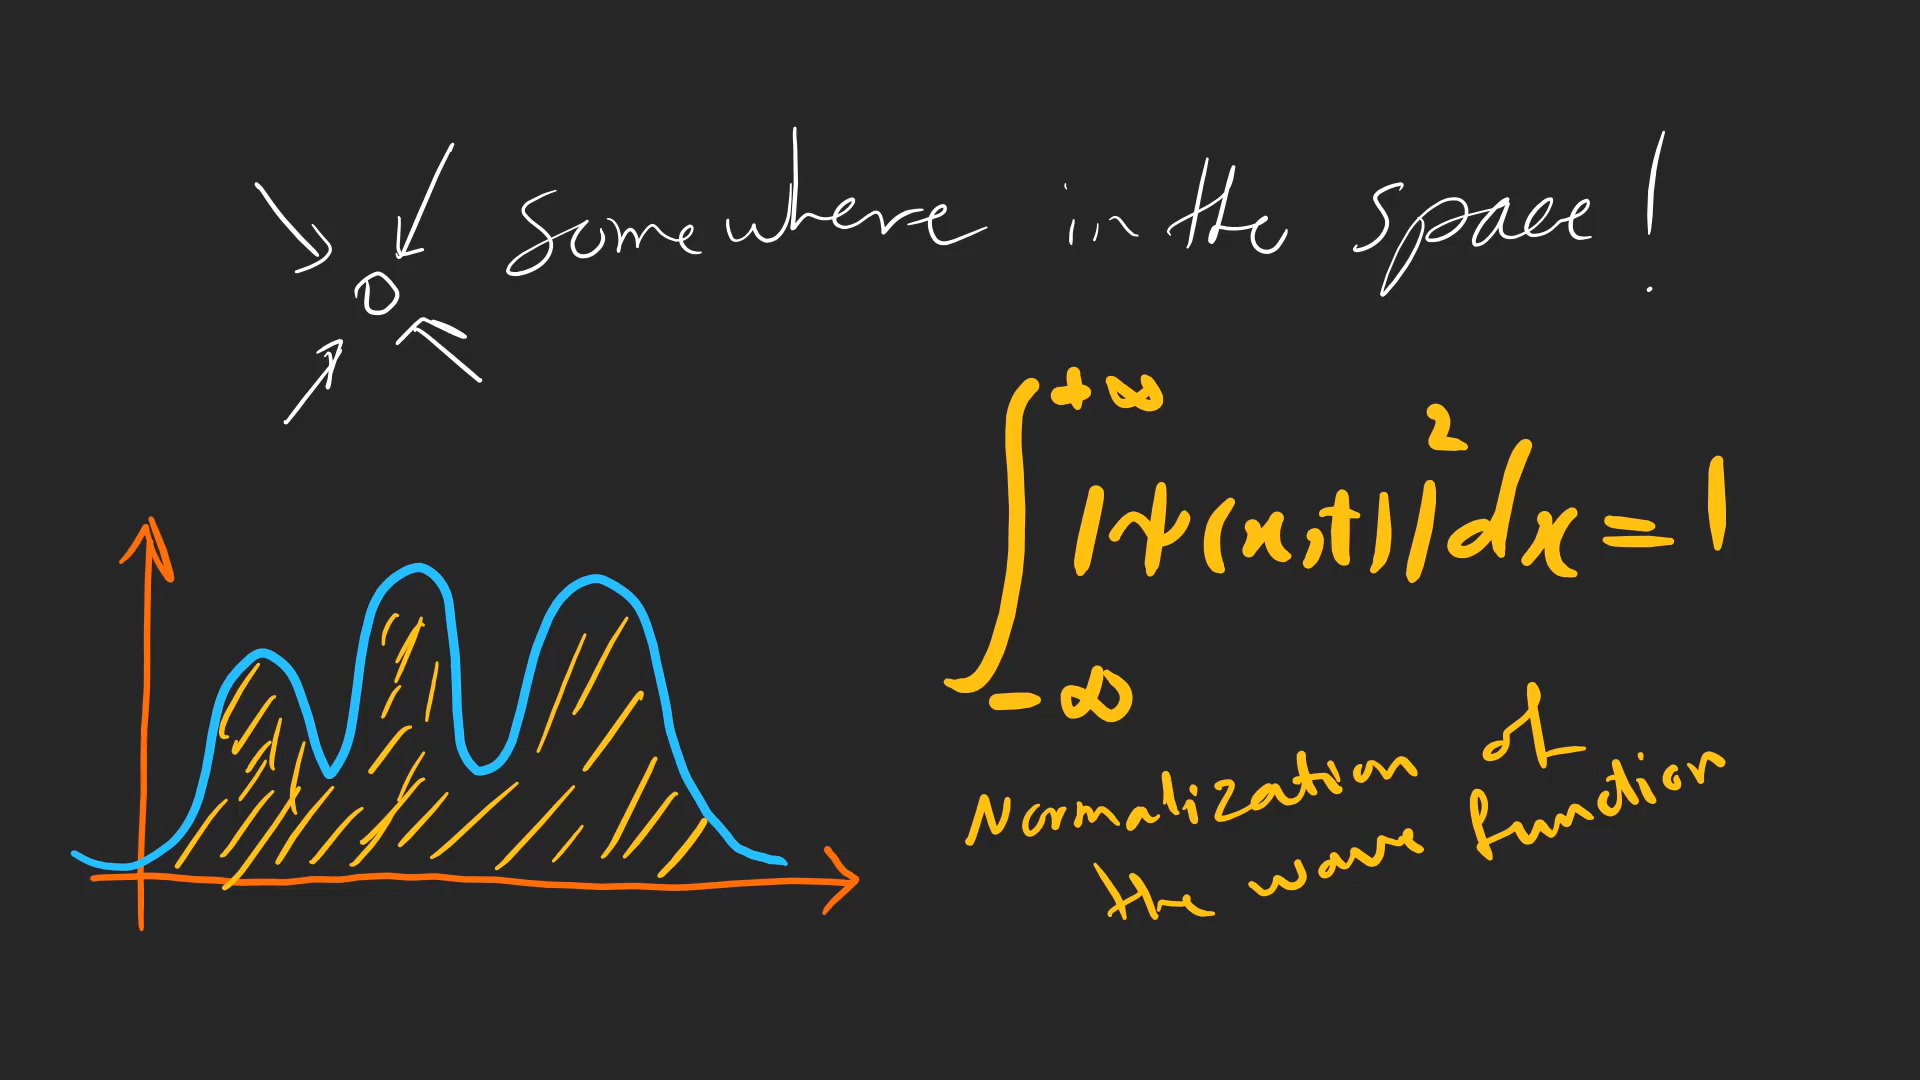 somewhere in the space!
∫_{-∞}^{+∞} |ψ(x,t)|² dx = 1
Normalization of
the wave function